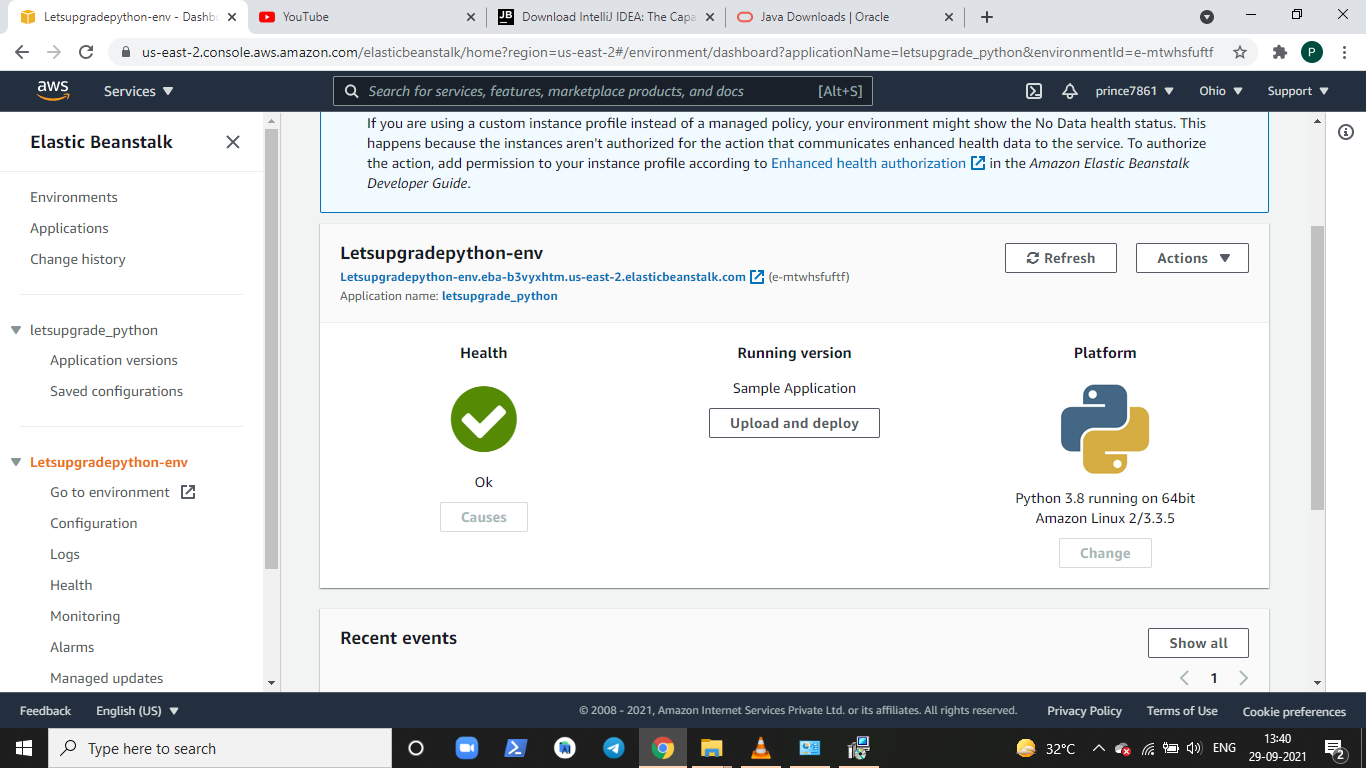 Letsupgradepython-env - Dashb
YouTube
JB
Download IntelliJ IDEA: The Capa
Java Downloads | Oracle
us-east-2.console.aws.amazon.com/elasticbeanstalk/home?region=us-east-2#/environment/dashboard?applicationName=letsupgrade_python&environmentId=e-mtwhsfuftf
P
aws
Services
Search for services, features, marketplace products, and docs
[Alt+S]
prince7861
Ohio
Support
Elastic Beanstalk
Environments
Applications
Change history
letsupgrade_python
Application versions
Saved configurations
Letsupgradepython-env
Go to environment
Configuration
Logs
Health
Monitoring
Alarms
Managed updates
If you are using a custom instance profile instead of a managed policy, your environment might show the No Data health status. This
happens because the instances aren't authorized for the action that communicates enhanced health data to the service. To authorize
the action, add permission to your instance profile according to Enhanced health authorization in the Amazon Elastic Beanstalk
Developer Guide.
Letsupgradepython-env
Letsupgradepython-env.eba-b3vyxhtm.us-east-2.elasticbeanstalk.com (e-mtwhsfuftf)
Application name: letsupgrade_python
Refresh
Actions
Health
Ok
Causes
Running version
Sample Application
Upload and deploy
Platform
Python 3.8 running on 64bit
Amazon Linux 2/3.3.5
Change
Recent events
Show all
1
Feedback
English (US)
© 2008 - 2021, Amazon Internet Services Private Ltd. or its affiliates. All rights reserved.
Privacy Policy
Terms of Use
Cookie preferences
Type here to search
32°C
ENG
13:40
29-09-2021
2